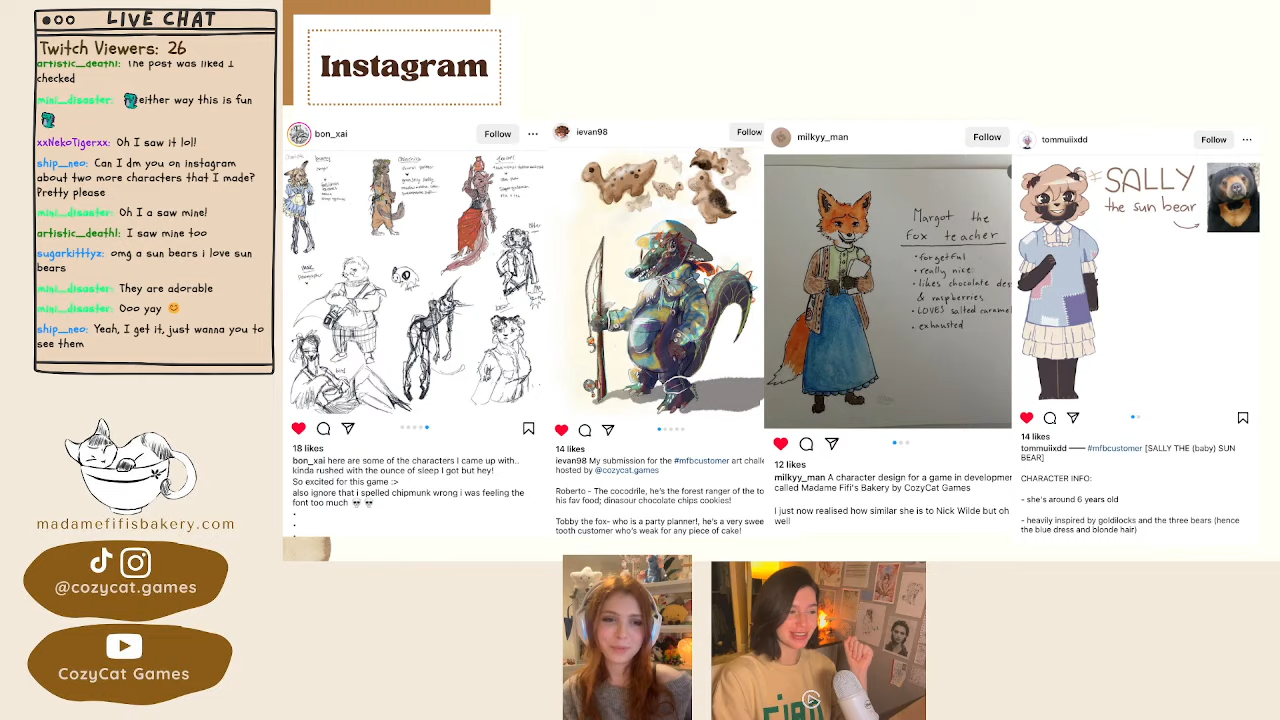 LIVE CHAT
Twitch Viewers: 26
artistic_death1: The post was liked I
checked
mini_disaster: either way this is fun
xxNekoTigerxx: Oh I saw it lol!
ship_neo: Can I dm you on instagram
about two more characters that I made?
Pretty please
mini_disaster: Oh I a saw mine!
artistic_death1: I saw mine too
sugarkitttyz: omg a sun bears i love sun
bears
mini_disaster: They are adorable
mini_disaster: Ooo yay 😊
ship_neo: Yeah, I get it, just wanna you to
see them
madamefifisbakery.com
@cozycat.games
CozyCat Games
Instagram
bon_xai
Follow
18 likes
bon_xai here are some of the characters I came up with..
kinda rushed with the ounce of sleep I got but hey!
So excited for this game :>
also ignore that i spelled chipmunk wrong i was feeling the
font too much 💀 💀
.
.
.
ievan98
Follow
14 likes
ievan98 My submission for the #mfbcustomer art challe
hosted by @cozycat.games
Roberto - The cocodrile, he's the forest ranger of the to
his fav food; dinasour chocolate chips cookies!
Tobby the fox- who is a party planner!, he's a very swee
tooth customer who's weak for any piece of cake!
milkyy_man
Follow
Margot the
fox teacher
• forgetful
• really nice
• likes chocolate des
& raspberries
• LOVES salted caramel
• exhausted
12 likes
milkyy_man A character design for a game in developmen
called Madame Fifi's Bakery by CozyCat Games
I just now realised how similar she is to Nick Wilde but oh
well
tommuiixdd
Follow
SALLY
the sun bear
14 likes
tommuiixdd —— #mfbcustomer [SALLY THE (baby) SUN
BEAR]
CHARACTER INFO:
- she's around 6 years old
- heavily inspired by goldilocks and the three bears (hence
the blue dress and blonde hair)